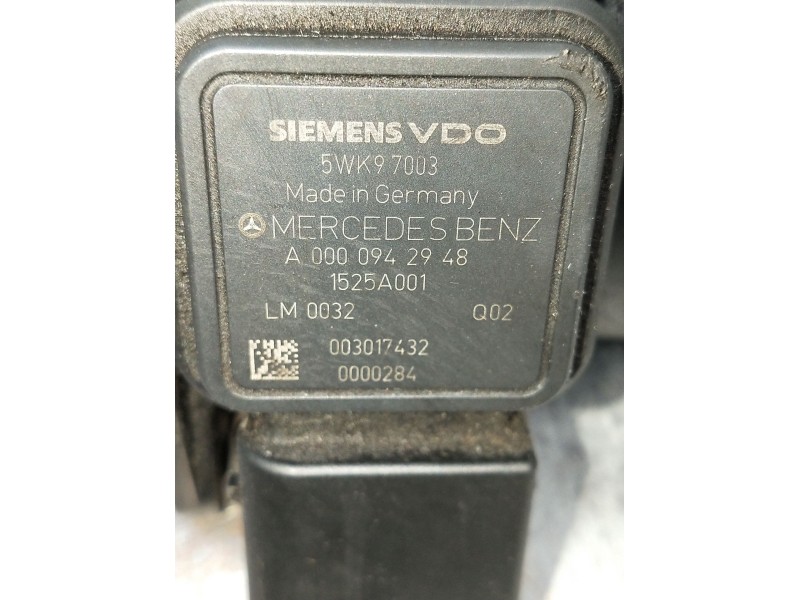 SIEMENS VDO
5WK9 7003
Made in Germany
MERCEDES BENZ
A 000 094 29 48
1525A001
LM 0032 Q02
003017432
0000284